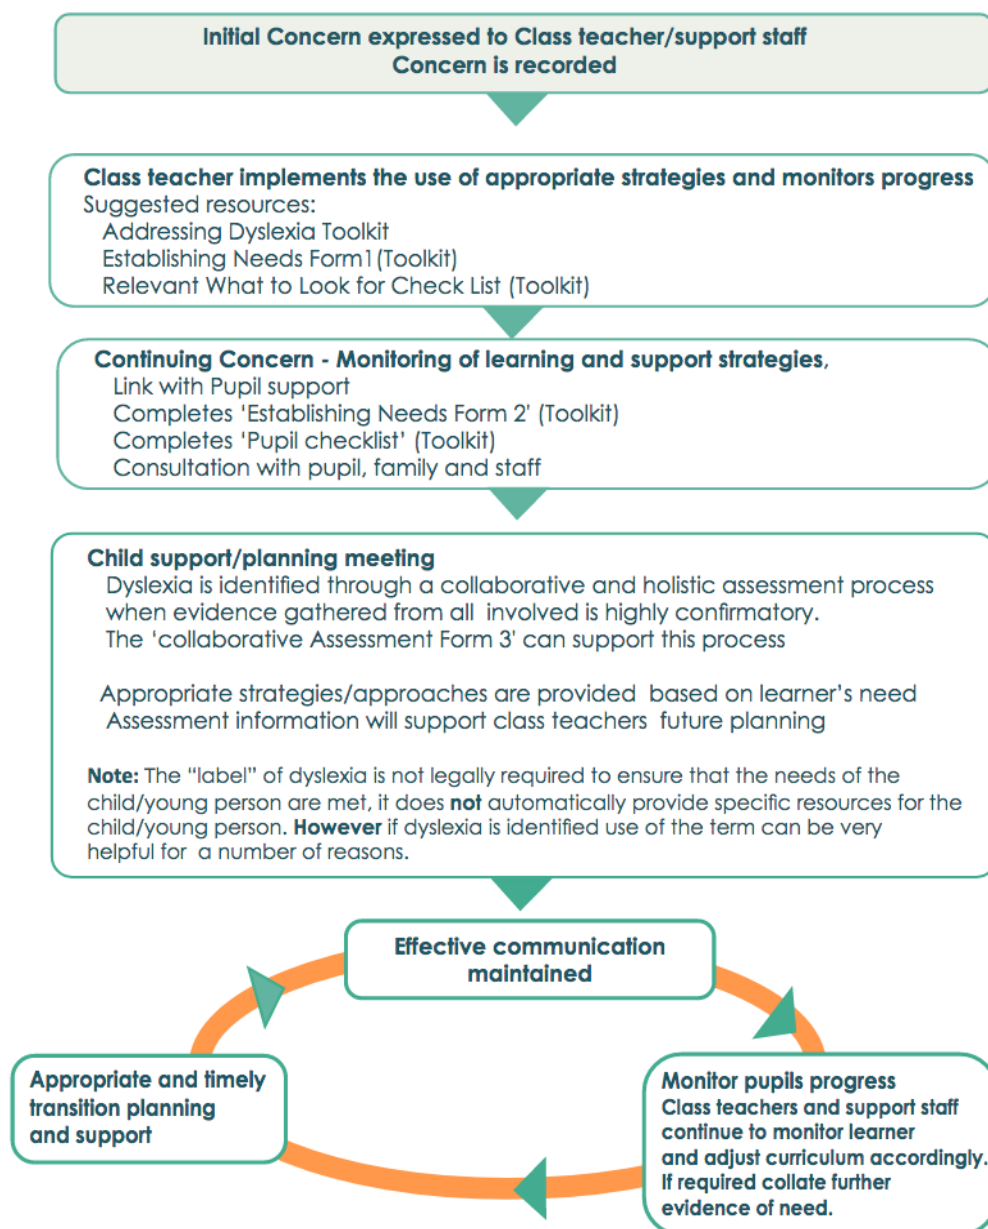 Initial Concern expressed to Class teacher/support staff
Concern is recorded
Class teacher implements the use of appropriate strategies and monitors progress
Suggested resources:
Addressing Dyslexia Toolkit
Establishing Needs Form1(Toolkit)
Relevant What to Look for Check List (Toolkit)
Continuing Concern - Monitoring of learning and support strategies,
Link with Pupil support
Completes ‘Establishing Needs Form 2' (Toolkit)
Completes ‘Pupil checklist’ (Toolkit)
Consultation with pupil, family and staff
Child support/planning meeting
Dyslexia is identified through a collaborative and holistic assessment process
when evidence gathered from all involved is highly confirmatory.
The ‘collaborative Assessment Form 3' can support this process
Appropriate strategies/approaches are provided based on learner’s need
Assessment information will support class teachers future planning
Note: The “label” of dyslexia is not legally required to ensure that the needs of the
child/young person are met, it does not automatically provide specific resources for the
child/young person. However if dyslexia is identified use of the term can be very
helpful for a number of reasons.
Effective communication
maintained
Appropriate and timely
transition planning
and support
Monitor pupils progress
Class teachers and support staff
continue to monitor learner
and adjust curriculum accordingly.
If required collate further
evidence of need.